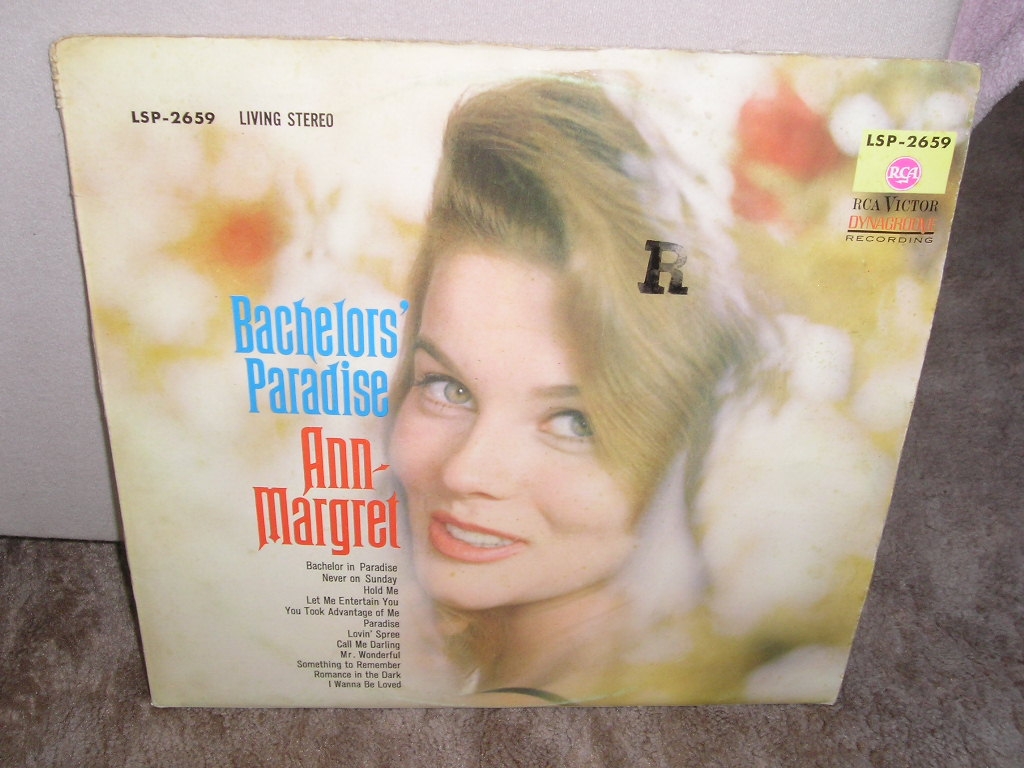 LSP-2659 LIVING STEREO
LSP-2659
RCA
RCA VICTOR
DYNAGROOVE
RECORDING
R
Bachelors'
Paradise
Ann-
Margret
Bachelor in Paradise
Never on Sunday
Hold Me
Let Me Entertain You
You Took Advantage of Me
Paradise
Lovin' Spree
Call Me Darling
Mr. Wonderful
Something to Remember
Romance in the Dark
I Wanna Be Loved